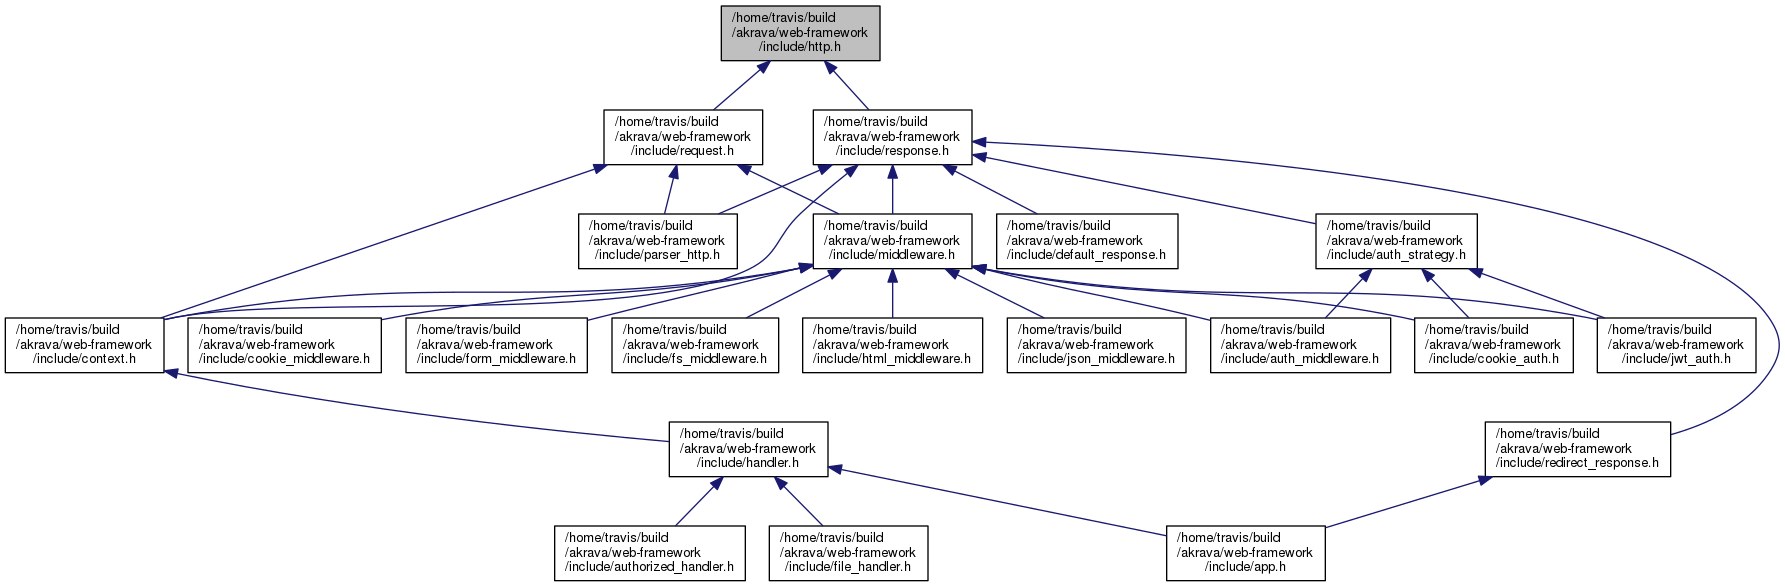 /home/travis/build
/akrava/web-framework
/include/http.h
/home/travis/build
/akrava/web-framework
/include/request.h
/home/travis/build
/akrava/web-framework
/include/response.h
/home/travis/build
/akrava/web-framework
/include/parser_http.h
/home/travis/build
/akrava/web-framework
/include/middleware.h
/home/travis/build
/akrava/web-framework
/include/default_response.h
/home/travis/build
/akrava/web-framework
/include/auth_strategy.h
/home/travis/build
/akrava/web-framework
/include/context.h
/home/travis/build
/akrava/web-framework
/include/cookie_middleware.h
/home/travis/build
/akrava/web-framework
/include/form_middleware.h
/home/travis/build
/akrava/web-framework
/include/fs_middleware.h
/home/travis/build
/akrava/web-framework
/include/html_middleware.h
/home/travis/build
/akrava/web-framework
/include/json_middleware.h
/home/travis/build
/akrava/web-framework
/include/auth_middleware.h
/home/travis/build
/akrava/web-framework
/include/cookie_auth.h
/home/travis/build
/akrava/web-framework
/include/jwt_auth.h
/home/travis/build
/akrava/web-framework
/include/handler.h
/home/travis/build
/akrava/web-framework
/include/redirect_response.h
/home/travis/build
/akrava/web-framework
/include/authorized_handler.h
/home/travis/build
/akrava/web-framework
/include/file_handler.h
/home/travis/build
/akrava/web-framework
/include/app.h